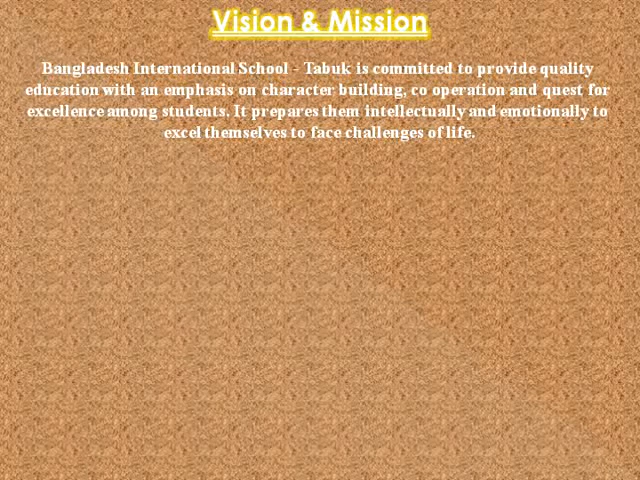 Vision & Mission
Bangladesh International School - Tabuk is committed to provide quality
education with an emphasis on character building, co operation and quest for
excellence among students. It prepares them intellectually and emotionally to
excel themselves to face challenges of life.